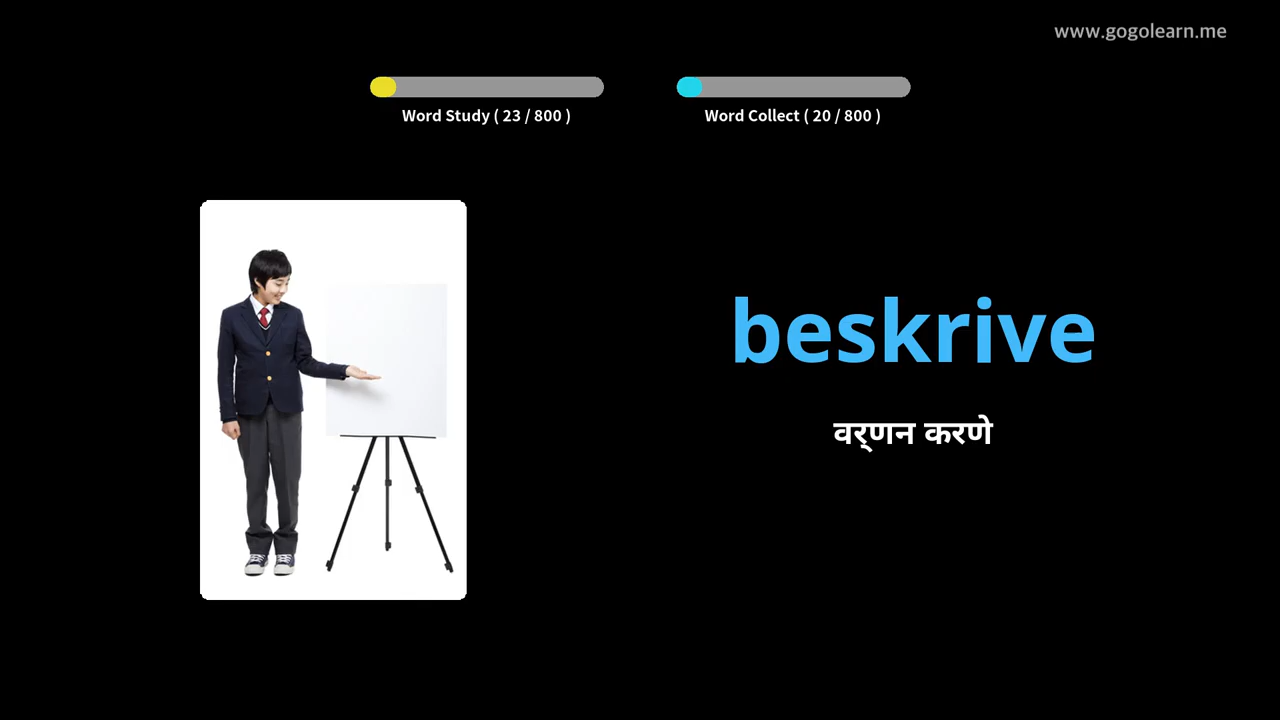 www.gogolearn.me
Word Study ( 23 / 800 )
Word Collect ( 20 / 800 )
beskrive
वर्णन करणे